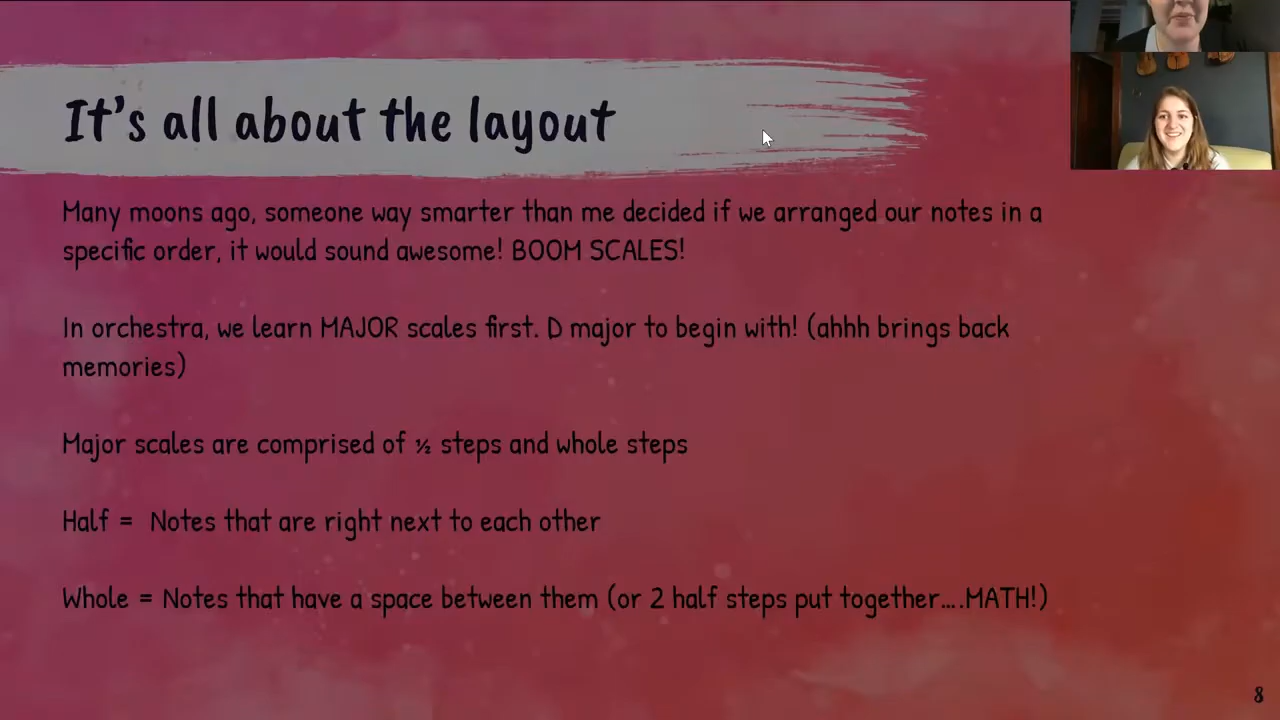 It's all about the layout
Many moons ago, someone way smarter than me decided if we arranged our notes in a
specific order, it would sound awesome! BOOM SCALES!
In orchestra, we learn MAJOR scales first. D major to begin with! (ahhh brings back
memories)
Major scales are comprised of ½ steps and whole steps
Half = Notes that are right next to each other
Whole = Notes that have a space between them (or 2 half steps put together....MATH!)
8